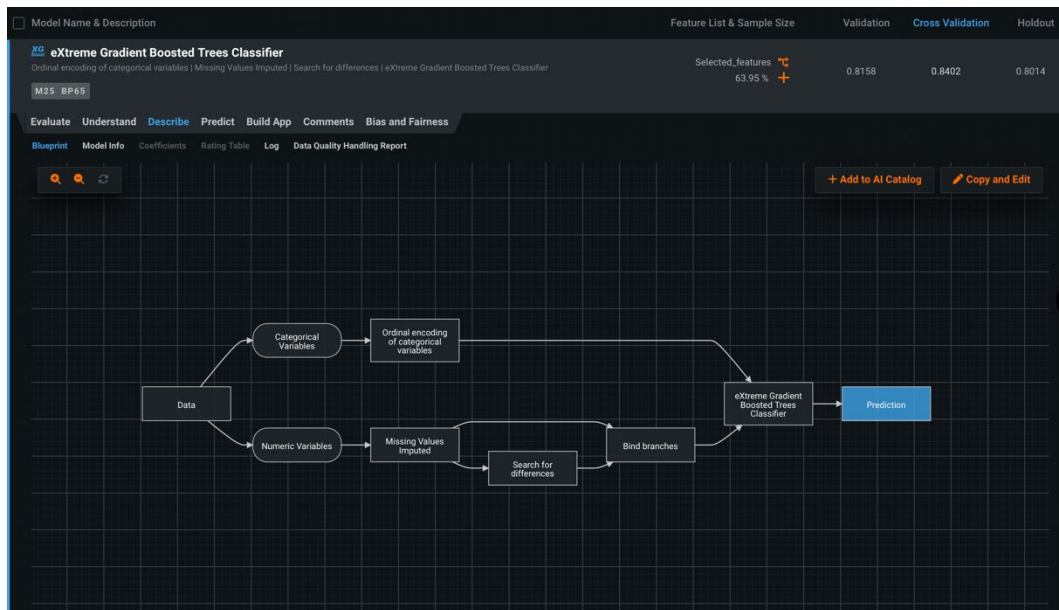 Model Name & Description
Feature List & Sample Size
Validation
Cross Validation
Holdout
XG Boost eXtreme Gradient Boosted Trees Classifier
Ordinal encoding of categorical variables | Missing Values Imputed | Search for differences | eXtreme Gradient Boosted Trees Classifier
Selected_features
63.95 %
0.8158
0.8402
0.8014
M25 BP65
Evaluate Understand Describe Predict Build App Comments Bias and Fairness
Blueprint Model Info Coefficients Rating Table Log Data Quality Handling Report
+ Add to AI Catalog
Copy and Edit
Categorical
Variables
Ordinal encoding
of categorical
variables
Data
eXtreme Gradient
Boosted Trees
Classifier
Prediction
Numeric Variables
Missing Values
Imputed
Search for
differences
Bind branches